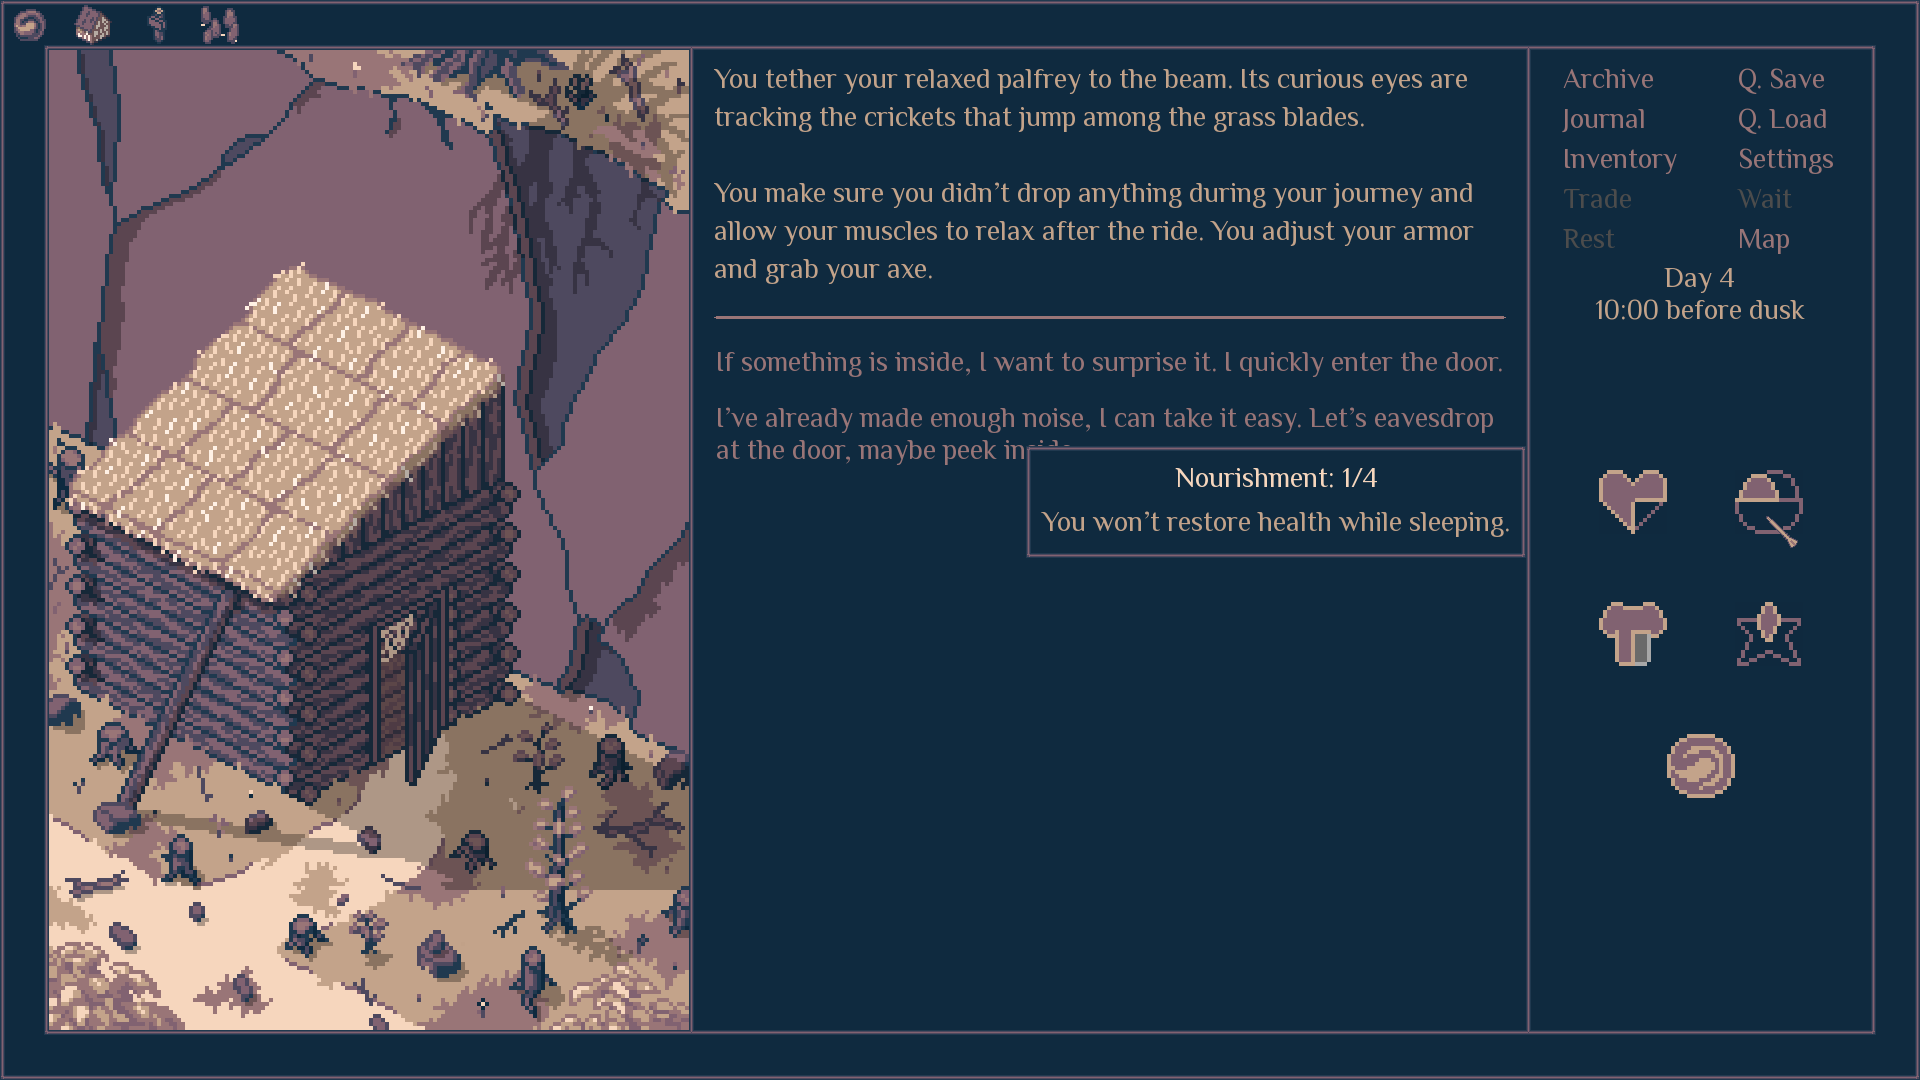 You tether your relaxed palfrey to the beam. Its curious eyes are
tracking the crickets that jump among the grass blades.
You make sure you didn't drop anything during your journey and
allow your muscles to relax after the ride. You adjust your armor
and grab your axe.
If something is inside, I want to surprise it. I quickly enter the door.
I've already made enough noise, I can take it easy. Let's eavesdrop
at the door, maybe peek inside
Nourishment: 1/4
You won't restore health while sleeping.
Archive
Q. Save
Journal
Q. Load
Inventory
Settings
Trade
Wait
Rest
Map
Day 4
10:00 before dusk